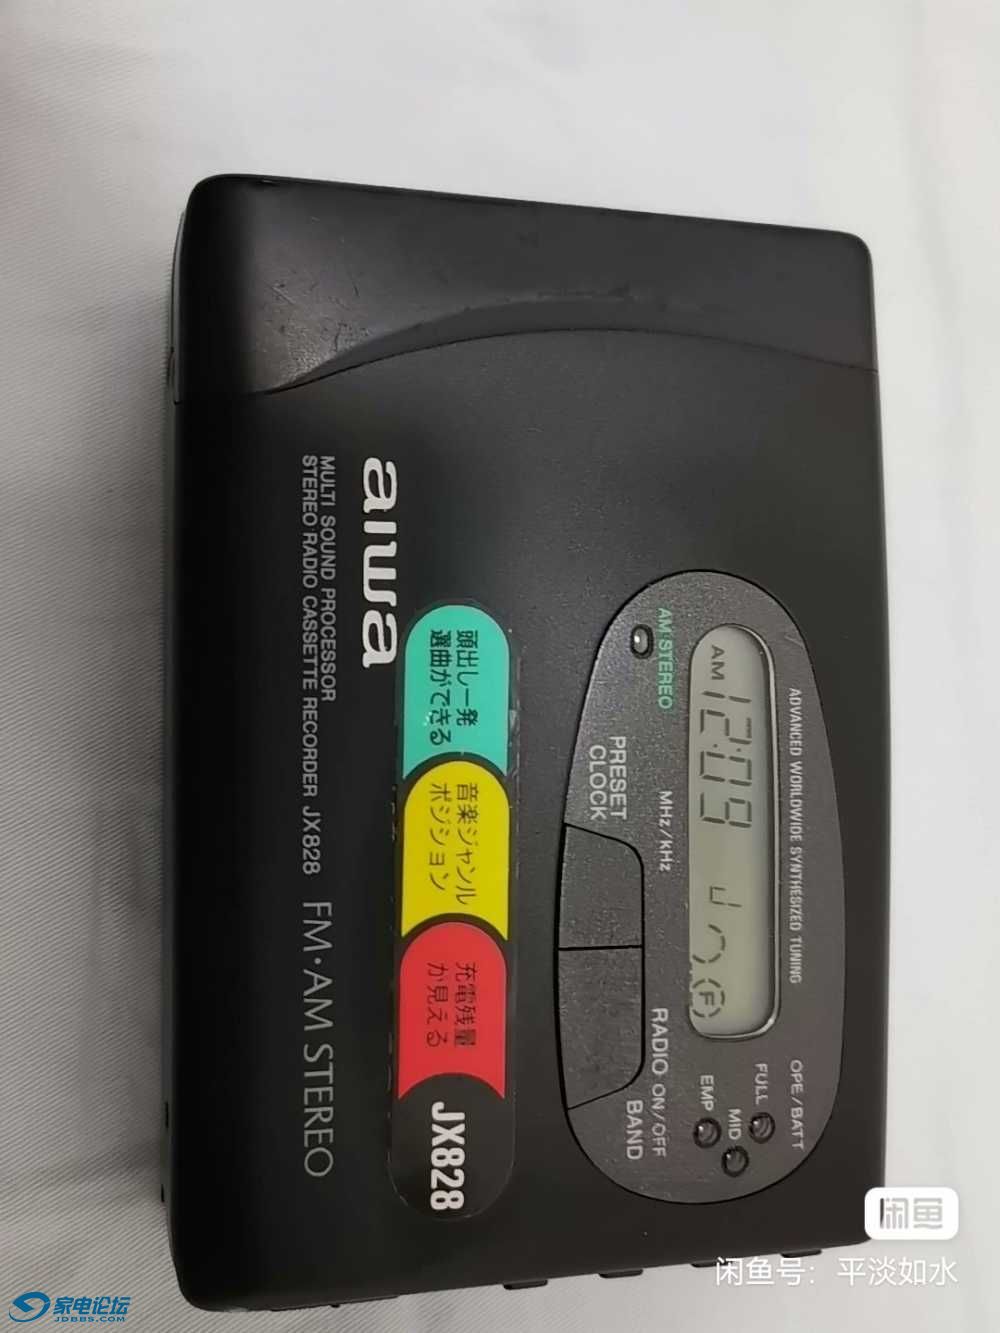 ADVANCED WORLDWIDE SYNTHESIZED TUNING
OPE/BATT
AM 12:09
(F)
FULL
MID
EMP
AM STEREO
MHz/kHz
PRESET
CLOCK
RADIO ON/OFF
BAND
頭出し一発
選曲ができる
音楽ジャンル
ポジション
充電残量
が見える
JX828
aiwa
MULTI SOUND PROCESSOR
STEREO RADIO CASSETTE RECORDER JX828
FM·AM STEREO
闲鱼
闲鱼号：平淡如水
家电论坛
JDBBS.COM